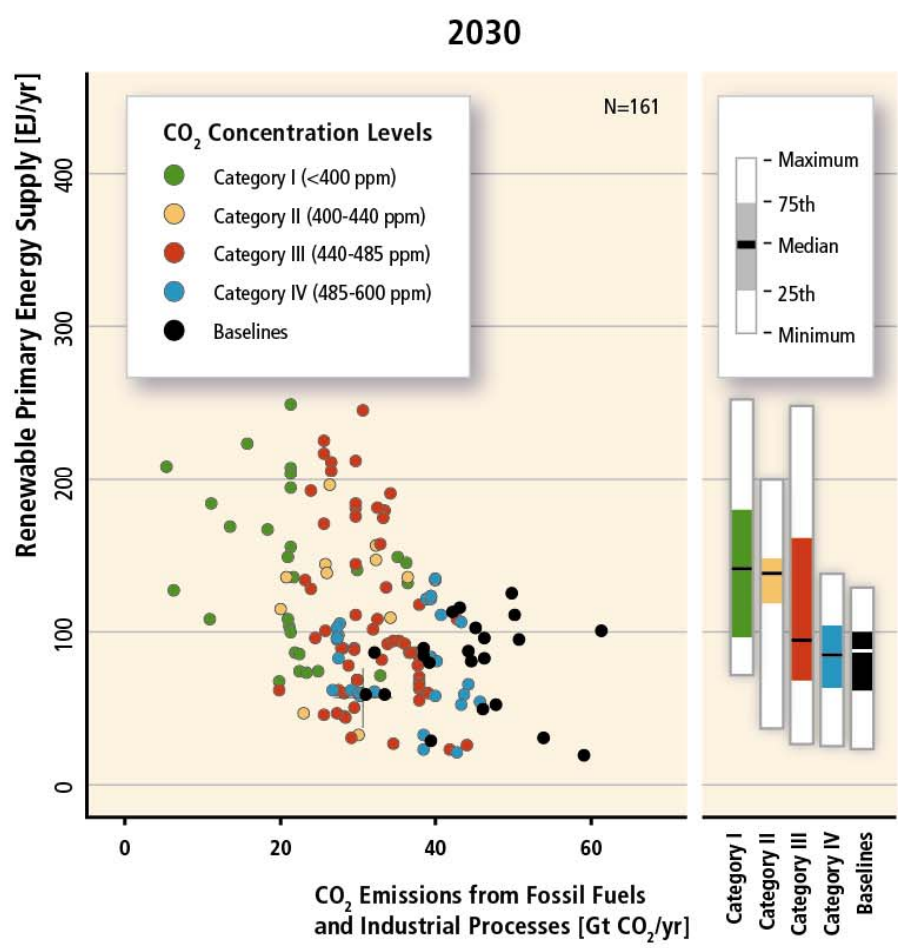 2030
Renewable Primary Energy Supply [EJ/yr]
400
300
200
100
0
N=161
CO2 Concentration Levels
Category I (<400 ppm)
Category II (400-440 ppm)
Category III (440-485 ppm)
Category IV (485-600 ppm)
Baselines
Maximum
75th
Median
25th
Minimum
0
20
40
60
CO2 Emissions from Fossil Fuels
and Industrial Processes [Gt CO2/yr]
Category I
Category II
Category III
Category IV
Baselines